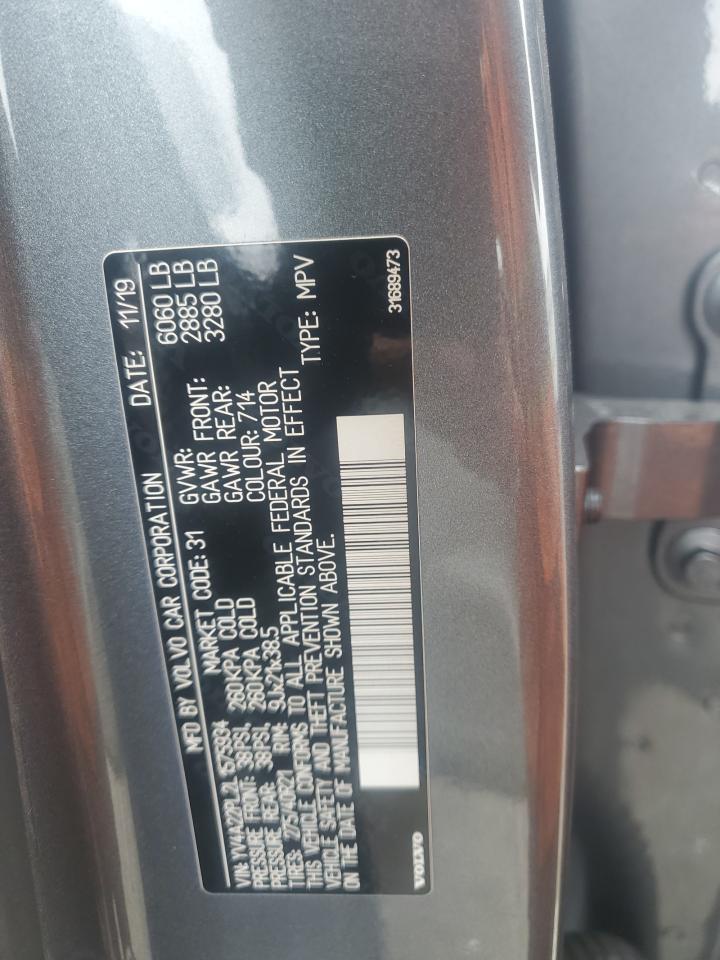 MFD BY VOLVO CAR CORPORATION DATE: 11/19
VIN: YV4A22PL2L1575934 MARKET CODE: 31 GVWR: 6060 LB
PRESSURE FRONT: 38PSI, 260KPA COLD GAWR FRONT: 2885 LB
PRESSURE REAR: 38PSI, 260KPA COLD GAWR REAR: 3280 LB
TIRES: 275/40R21 RIM: 9Jx21x38.5 COLOUR: 714
THIS VEHICLE CONFORMS TO ALL APPLICABLE FEDERAL MOTOR
VEHICLE SAFETY AND THEFT PREVENTION STANDARDS IN EFFECT
ON THE DATE OF MANUFACTURE SHOWN ABOVE. TYPE: MPV
VOLVO 31689473